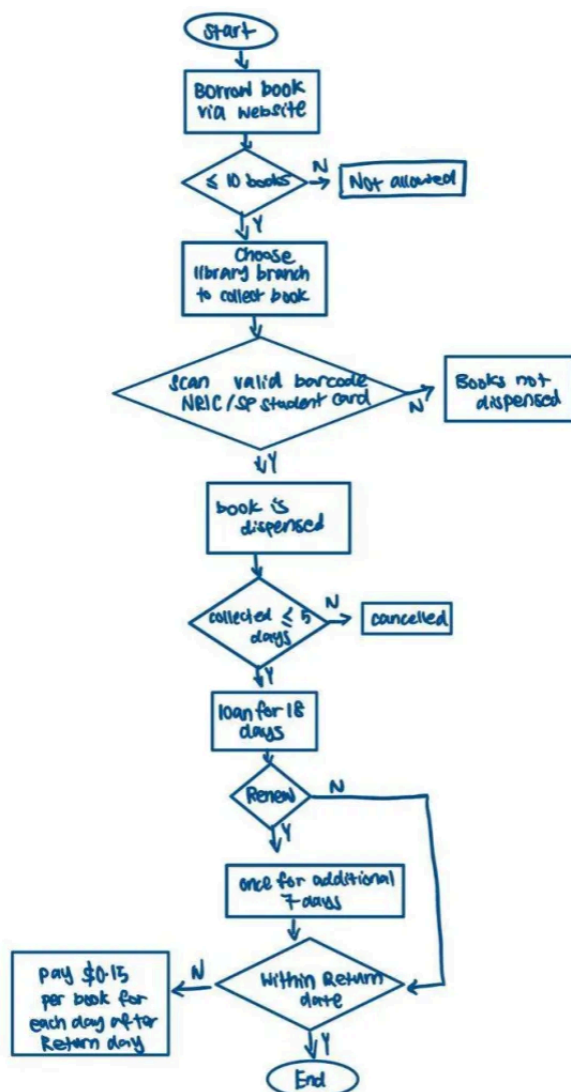 start
Borrow book
via website
≤ 10 books
N
Not allowed
Y
Choose
library branch
to collect book
scan valid barcode
NRIC/SP student card
N
Books not
dispensed
Y
book is
dispensed
collected ≤ 5
days
N
cancelled
Y
loan for 18
days
Renew
N
Y
once for additional
7 days
Within Return
date
N
pay $0.15
per book for
each day after
Return day
Y
End